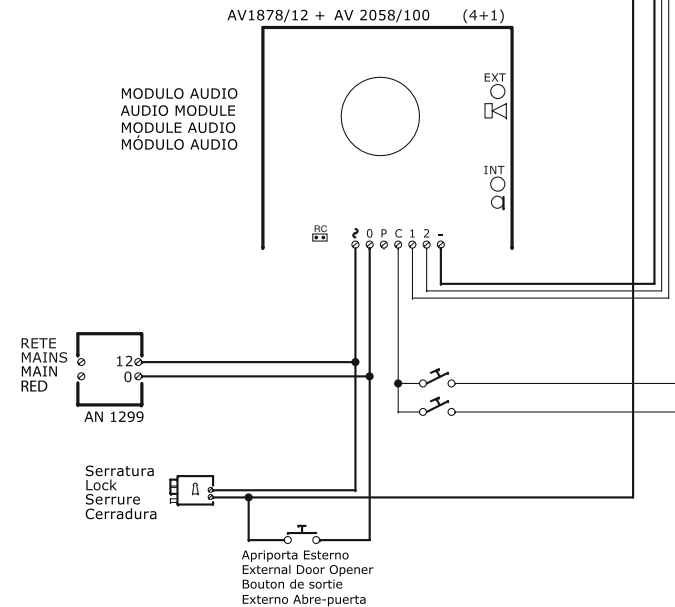 AV1878/12 + AV 2058/100 (4+1)
MODULO AUDIO
AUDIO MODULE
MODULE AUDIO
MÓDULO AUDIO
EXT
INT
RC
~ 0 P C 1 2 -
RETE
MAINS
MAIN
RED
12
0
AN 1299
Serratura
Lock
Serrure
Cerradura
Apriporta Esterno
External Door Opener
Bouton de sortie
Externo Abre-puerta